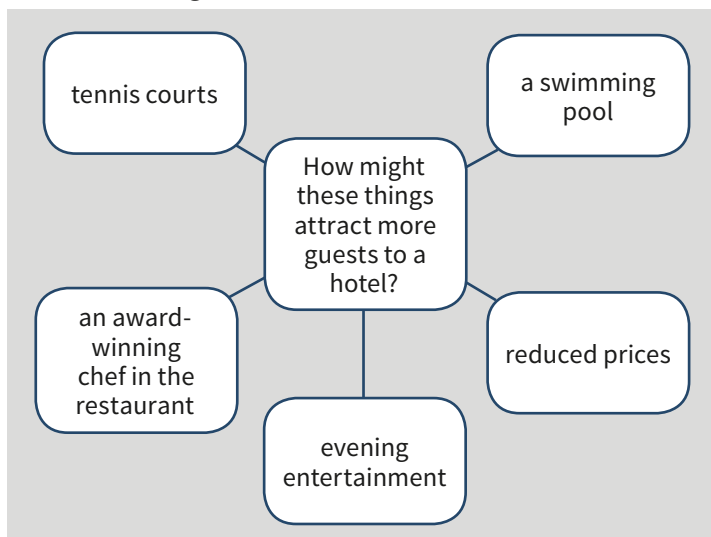 tennis courts
a swimming
pool
How might
these things
attract more
guests to a
hotel?
an award-
winning
chef in the
restaurant
reduced prices
evening
entertainment